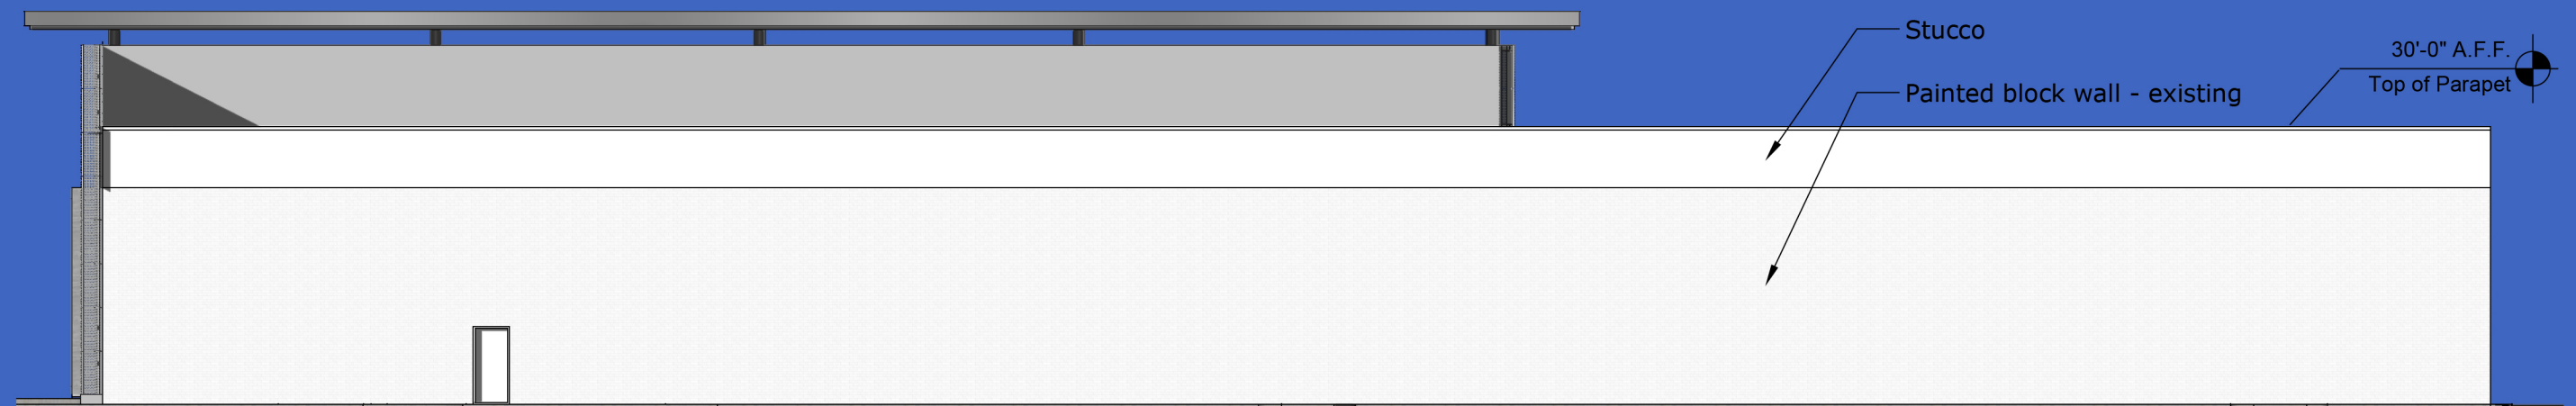 Stucco
Painted block wall - existing
30'-0" A.F.F.
Top of Parapet